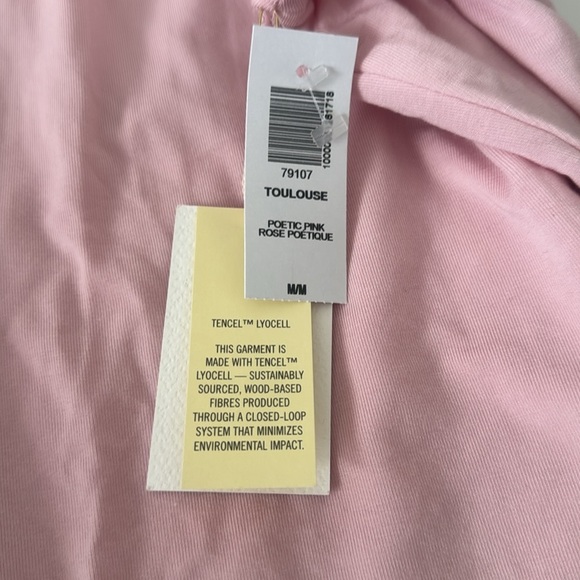 79107
TOULOUSE
POETIC PINK
ROSE POÉTIQUE
M/M
TENCEL™ LYOCELL
THIS GARMENT IS
MADE WITH TENCEL™
LYOCELL — SUSTAINABLY
SOURCED, WOOD-BASED
FIBRES PRODUCED
THROUGH A CLOSED-LOOP
SYSTEM THAT MINIMIZES
ENVIRONMENTAL IMPACT.